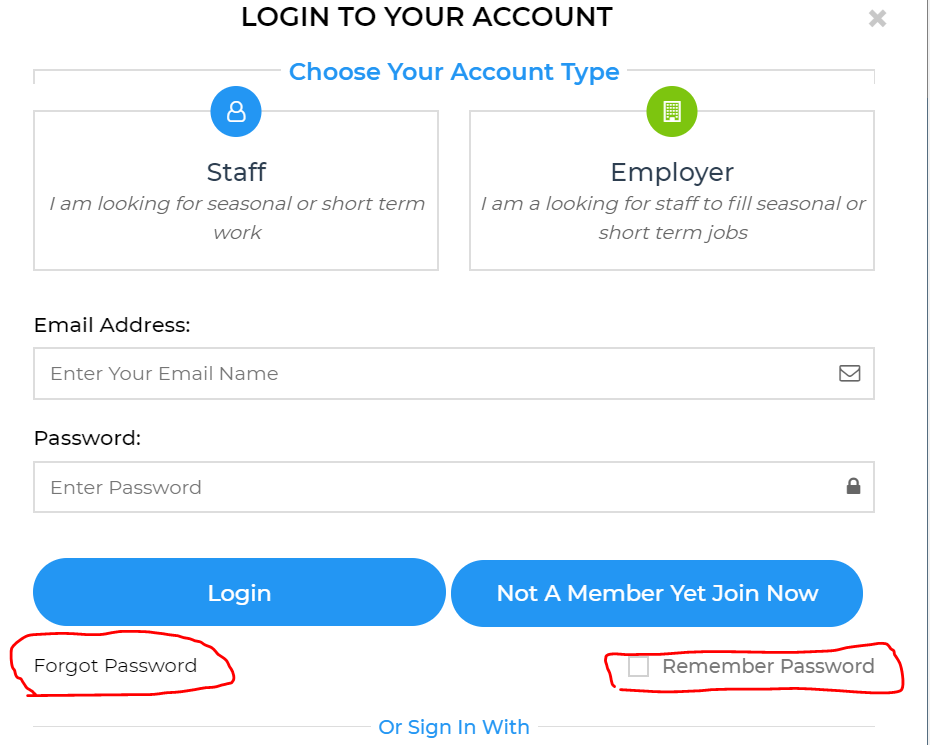 LOGIN TO YOUR ACCOUNT
Choose Your Account Type
Staff
I am looking for seasonal or short term
work
Employer
I am a looking for staff to fill seasonal or
short term jobs
Email Address:
Enter Your Email Name
Password:
Enter Password
Login
Not A Member Yet Join Now
Forgot Password
Remember Password
Or Sign In With